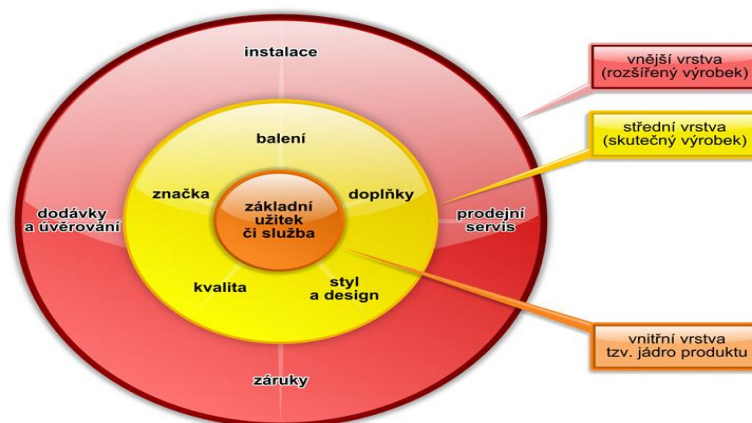 instalace
vnější vrstva
(rozšířený výrobek)
balení
střední vrstva
(skutečný výrobek)
značka
doplňky
základní
užitek
či služba
dodávky
a úvěrování
prodejní
servis
kvalita
styl
a design
vnitřní vrstva
tzv. jádro produktu
záruky